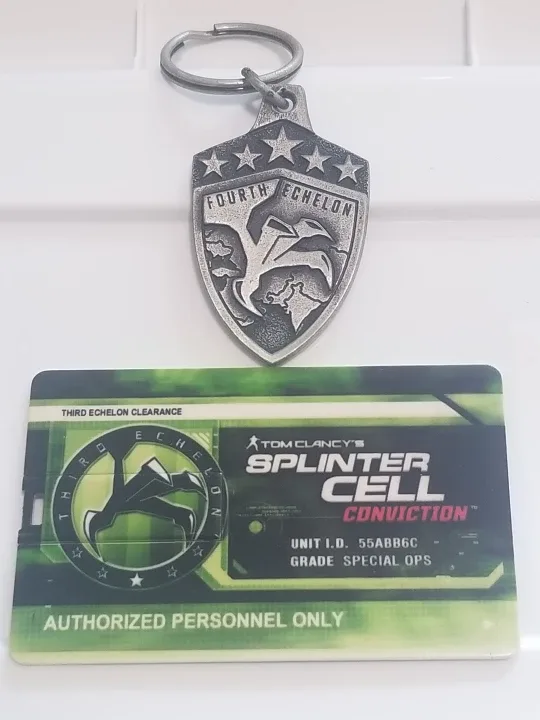 FOURTH ECHELON
THIRD ECHELON CLEARANCE
THIRD ECHELON
TOM CLANCY'S
SPLINTER
CELL
CONVICTION™
UNIT I.D. 55ABB6C
GRADE SPECIAL OPS
AUTHORIZED PERSONNEL ONLY